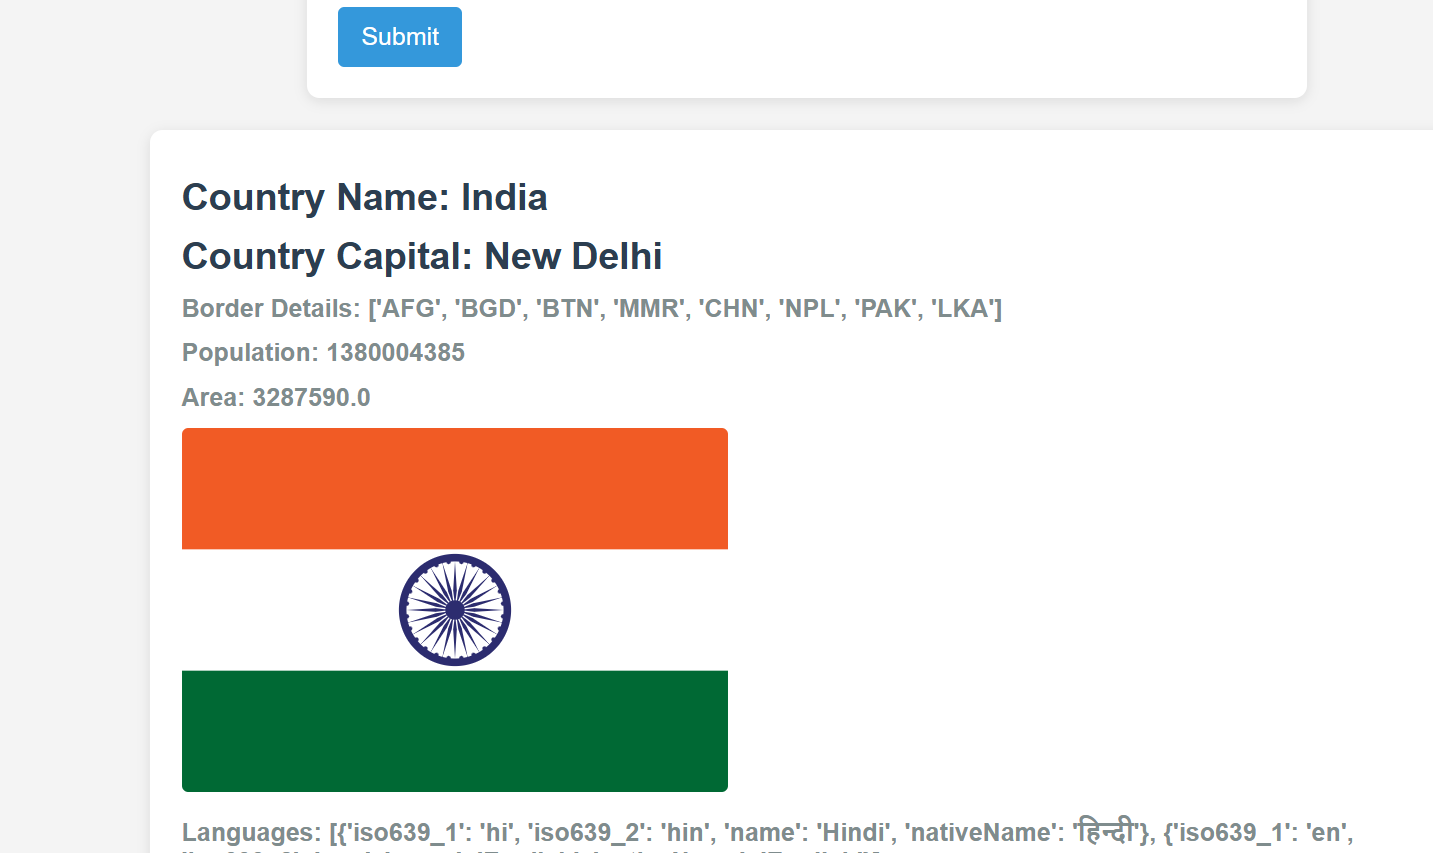 Submit
Country Name: India
Country Capital: New Delhi
Border Details: ['AFG', 'BGD', 'BTN', 'MMR', 'CHN', 'NPL', 'PAK', 'LKA']
Population: 1380004385
Area: 3287590.0
Languages: [{'iso639_1': 'hi', 'iso639_2': 'hin', 'name': 'Hindi', 'nativeName': 'हिन्दी'}, {'iso639_1': 'en',